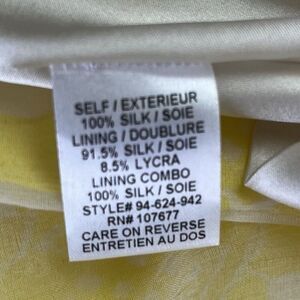 SELF / EXTERIEUR
100% SILK / SOIE
LINING / DOUBLURE
91.5% SILK / SOIE
8.5% LYCRA
LINING COMBO
100% SILK / SOIE
STYLE# 94-624-942
RN# 107677
CARE ON REVERSE
ENTRETIEN AU DOS